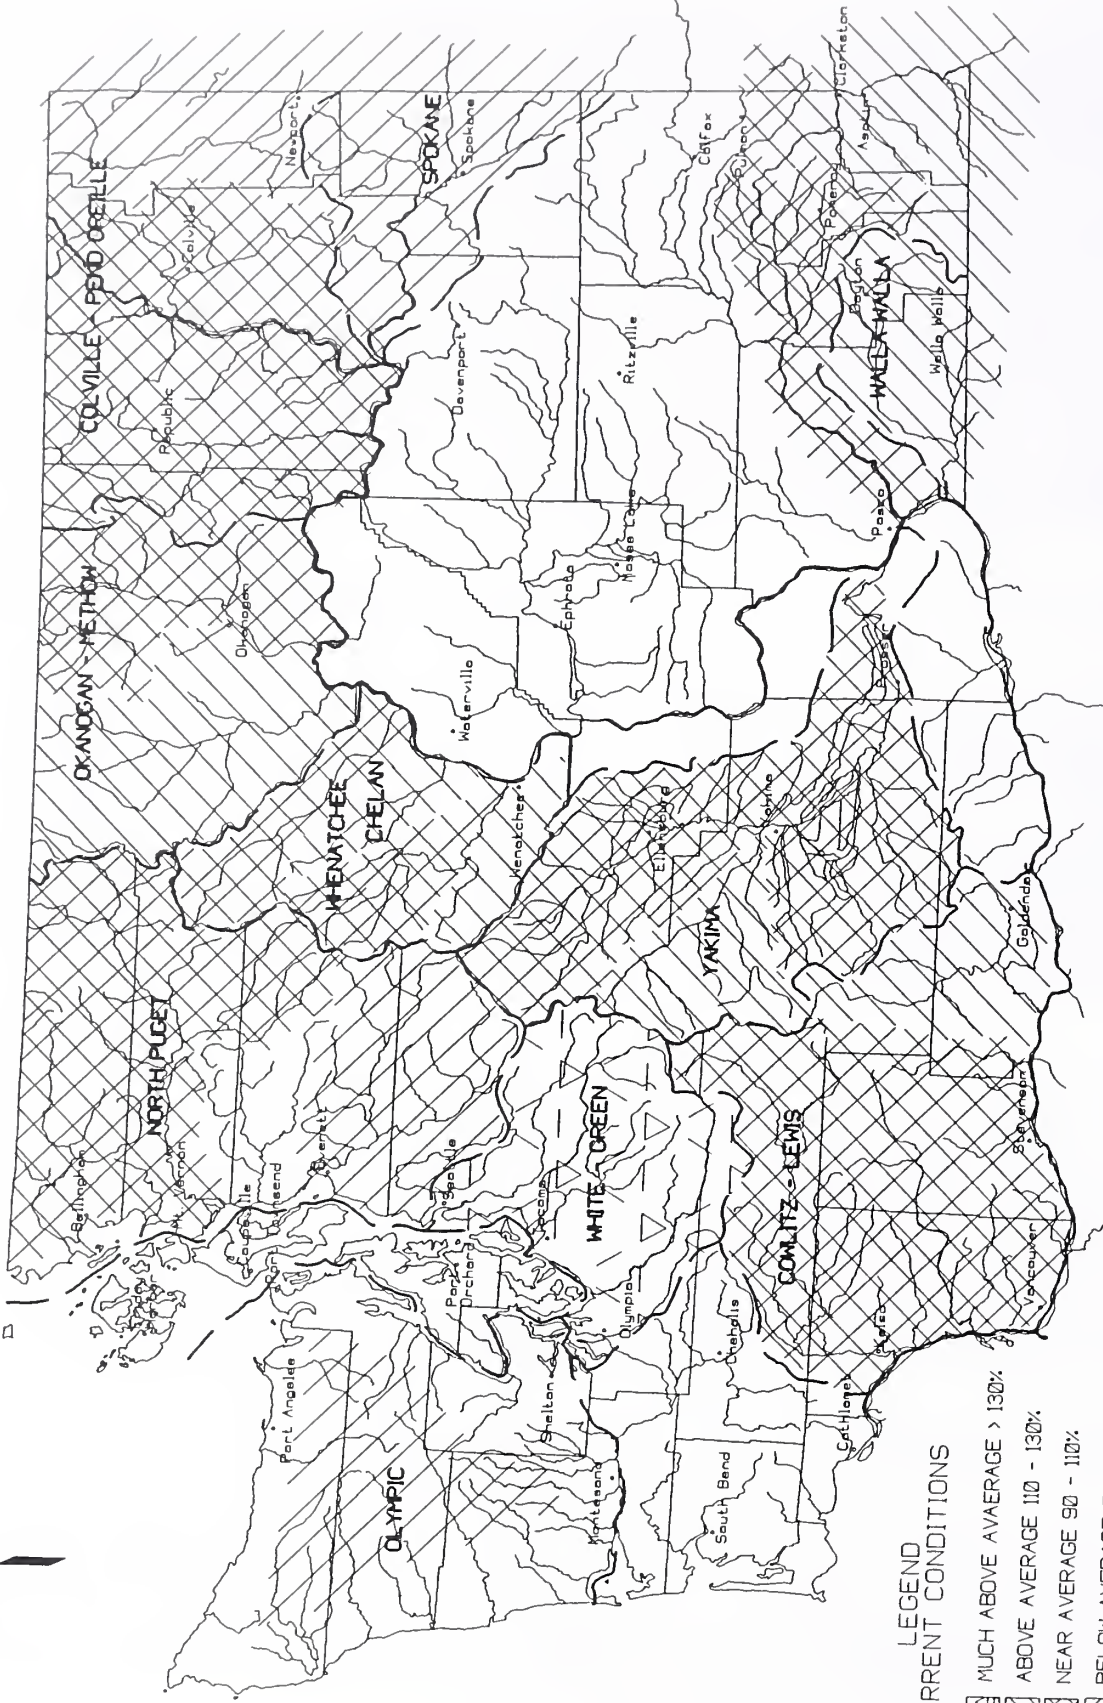 OKANOGAN - METHOW
COLVILLE - PEND OREILLE
NORTH PUGET
WHENATCHEE
CHELAN
SPOKANE
OLYMPIC
WHITE - GREEN
YAKIMA
COWLITZ - LEWIS
WALLA WALLA
Bellingham
Mt. Vernon
Coupeville
Port Townsend
Everett
Seattle
Port Orchard
Tacoma
Olympia
Shelton
Port Angeles
Montesano
South Bend
Chehalis
Cathlamet
Kelso
Vancouver
Stevenson
Goldendale
Yakima
Ellensburg
Wenatchee
Waterville
Okanogan
Republic
Colville
Newport
Spokane
Davenport
Ephrata
Moses Lake
Ritzville
Colfax
Pullman
Pomeroy
Asotin
Clarkston
Dayton
Walla Walla
Pasco
Prosser
LEGEND
RRENT CONDITIONS
MUCH ABOVE AVAERAGE > 130%
ABOVE AVERAGE 110 - 130%
NEAR AVERAGE 90 - 110%
BELOW AVERAGE